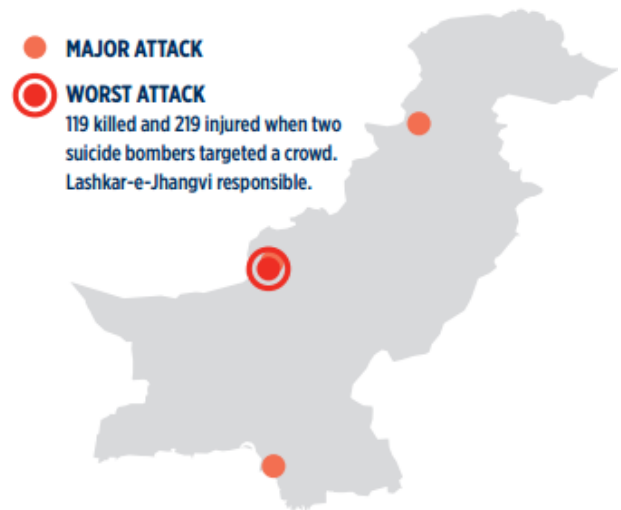 MAJOR ATTACK
WORST ATTACK
119 killed and 219 injured when two
suicide bombers targeted a crowd.
Lashkar-e-Jhangvi responsible.